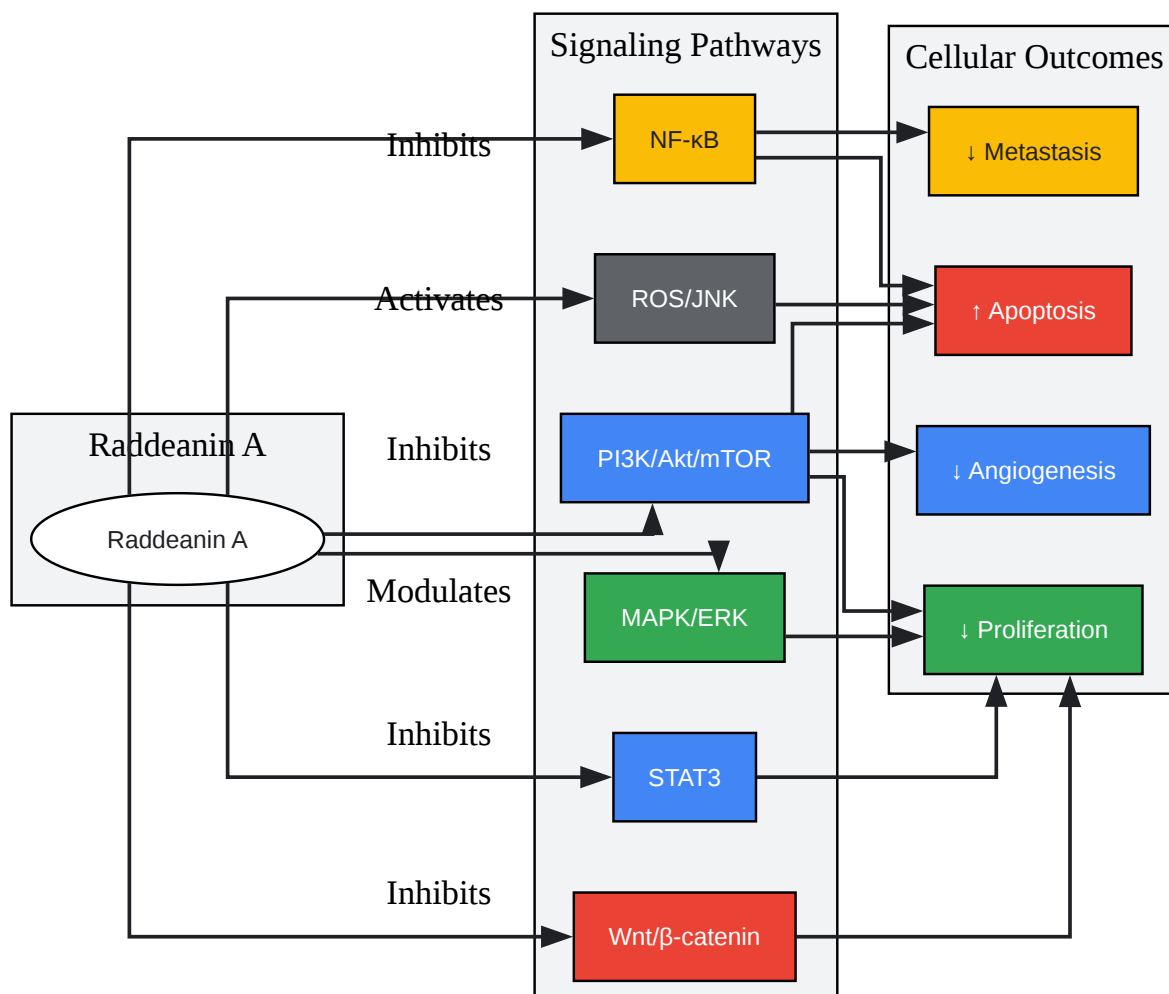 Signaling Pathways
Cellular Outcomes
Inhibits
NF-κB
↓ Metastasis
Activates
ROS/JNK
↑ Apoptosis
Raddeanin A
Inhibits
PI3K/Akt/mTOR
↓ Angiogenesis
Raddeanin A
Modulates
MAPK/ERK
↓ Proliferation
Inhibits
STAT3
Inhibits
Wnt/β-catenin